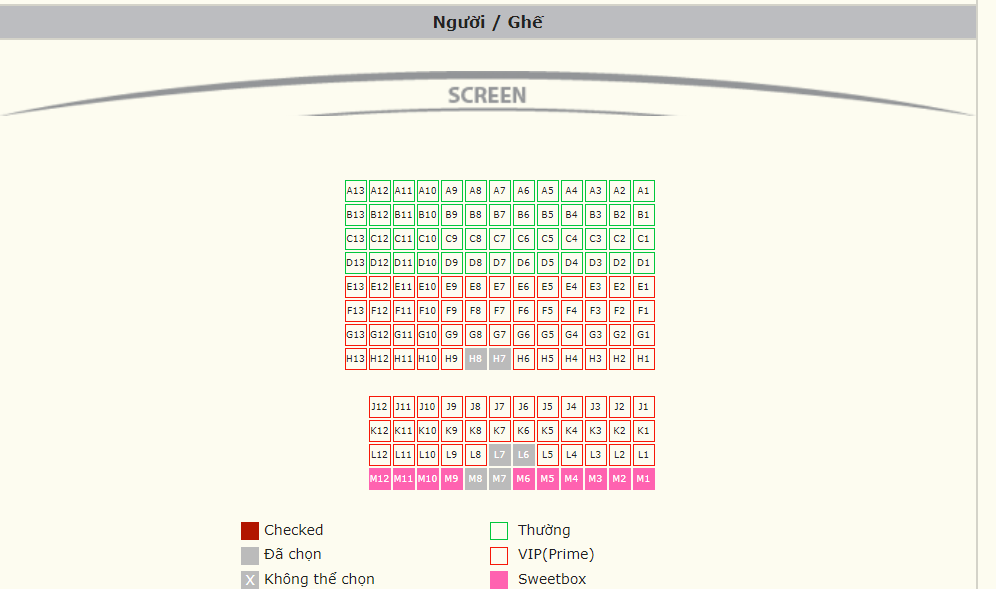 Người / Ghế
SCREEN
A13 A12 A11 A10 A9 A8 A7 A6 A5 A4 A3 A2 A1
B13 B12 B11 B10 B9 B8 B7 B6 B5 B4 B3 B2 B1
C13 C12 C11 C10 C9 C8 C7 C6 C5 C4 C3 C2 C1
D13 D12 D11 D10 D9 D8 D7 D6 D5 D4 D3 D2 D1
E13 E12 E11 E10 E9 E8 E7 E6 E5 E4 E3 E2 E1
F13 F12 F11 F10 F9 F8 F7 F6 F5 F4 F3 F2 F1
G13 G12 G11 G10 G9 G8 G7 G6 G5 G4 G3 G2 G1
H13 H12 H11 H10 H9 H8 H7 H6 H5 H4 H3 H2 H1
J12 J11 J10 J9 J8 J7 J6 J5 J4 J3 J2 J1
K12 K11 K10 K9 K8 K7 K6 K5 K4 K3 K2 K1
L12 L11 L10 L9 L8 L7 L6 L5 L4 L3 L2 L1
M12 M11 M10 M9 M8 M7 M6 M5 M4 M3 M2 M1
Checked
Đã chọn
X Không thể chọn
Thường
VIP(Prime)
Sweetbox